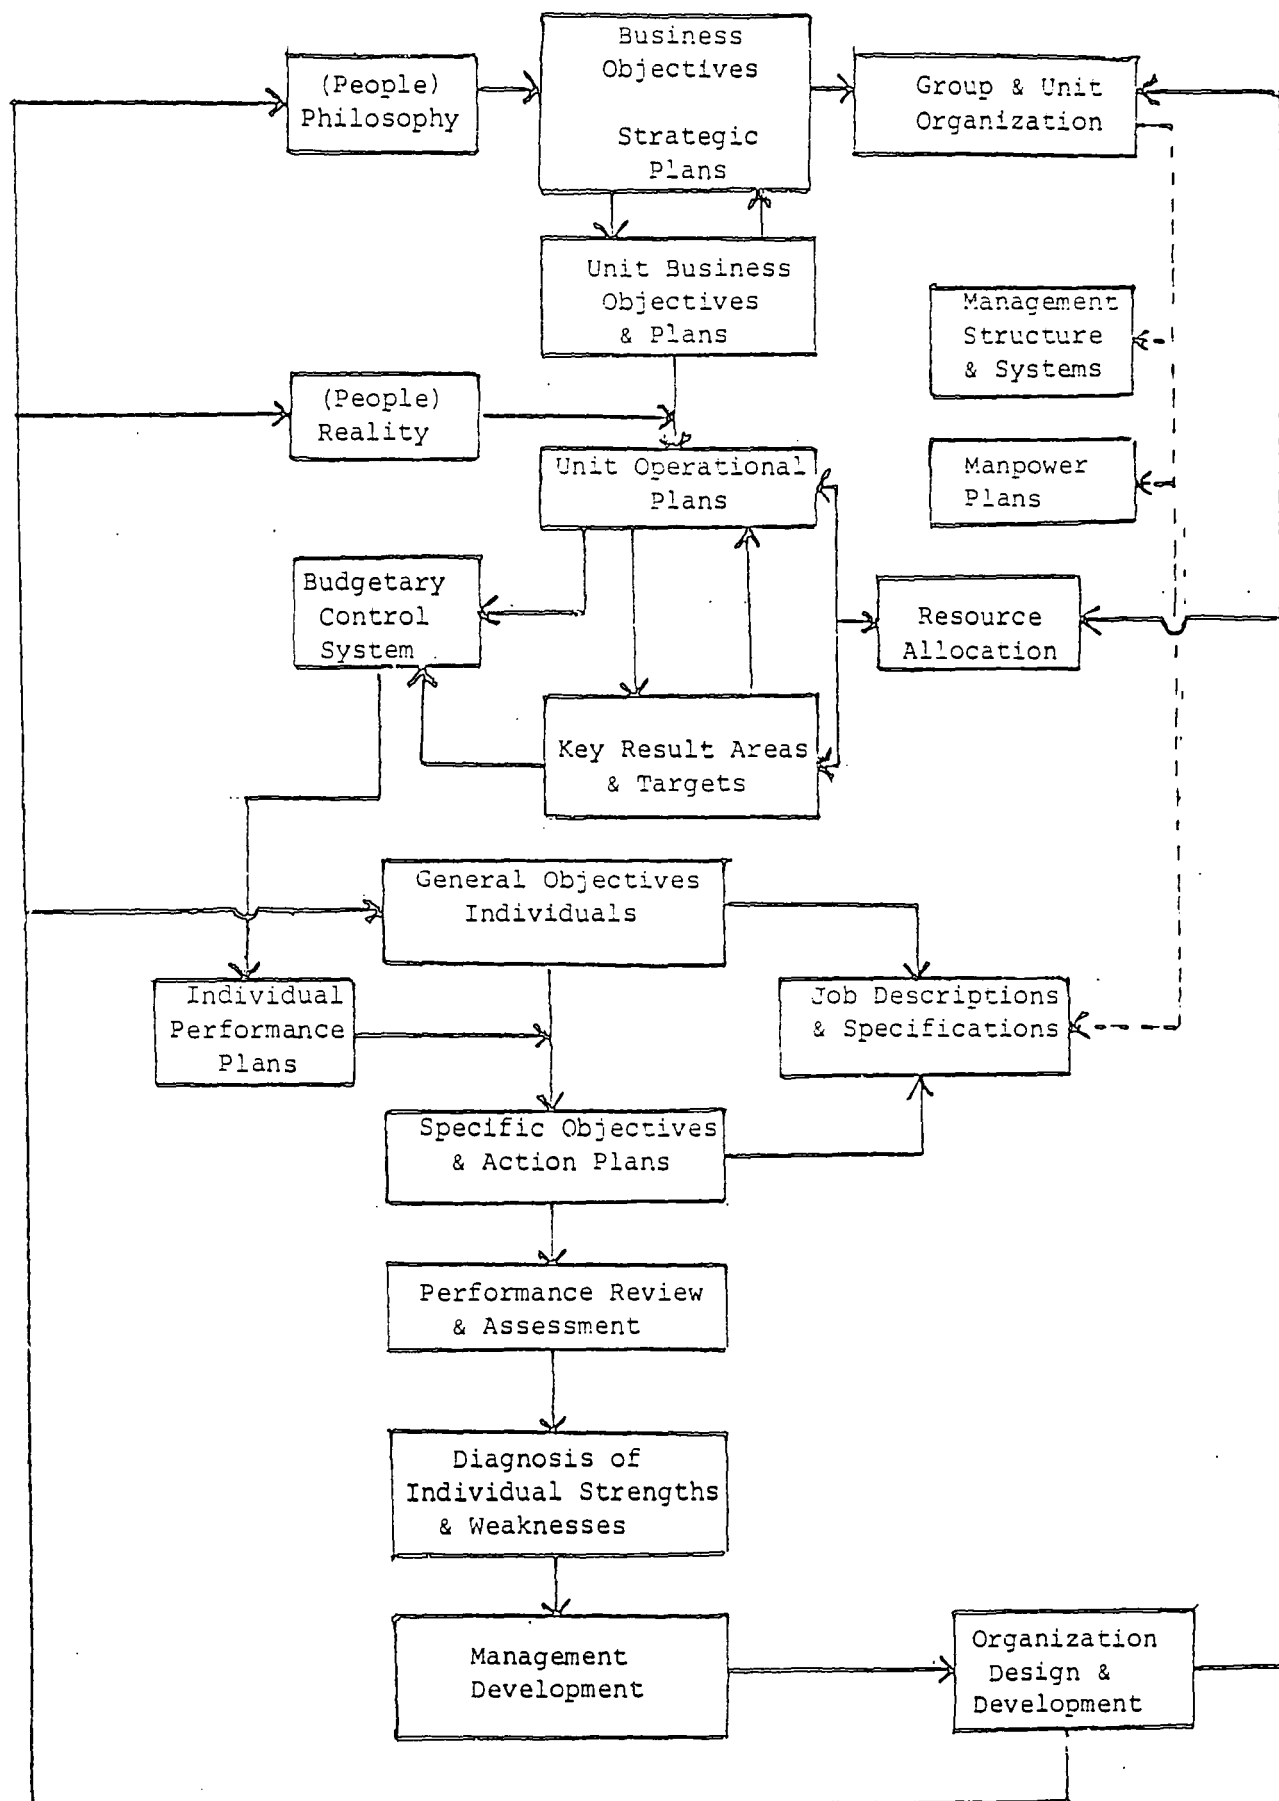 (People)
Philosophy
Business
Objectives
Strategic
Plans
Group & Unit
Organization
Unit Business
Objectives
& Plans
Management
Structure
& Systems
(People)
Reality
Unit Operational
Plans
Manpower
Plans
Budgetary
Control
System
Resource
Allocation
Key Result Areas
& Targets
General Objectives
Individuals
Individual
Performance
Plans
Job Descriptions
& Specifications
Specific Objectives
& Action Plans
Performance Review
& Assessment
Diagnosis of
Individual Strengths
& Weaknesses
Management
Development
Organization
Design &
Development